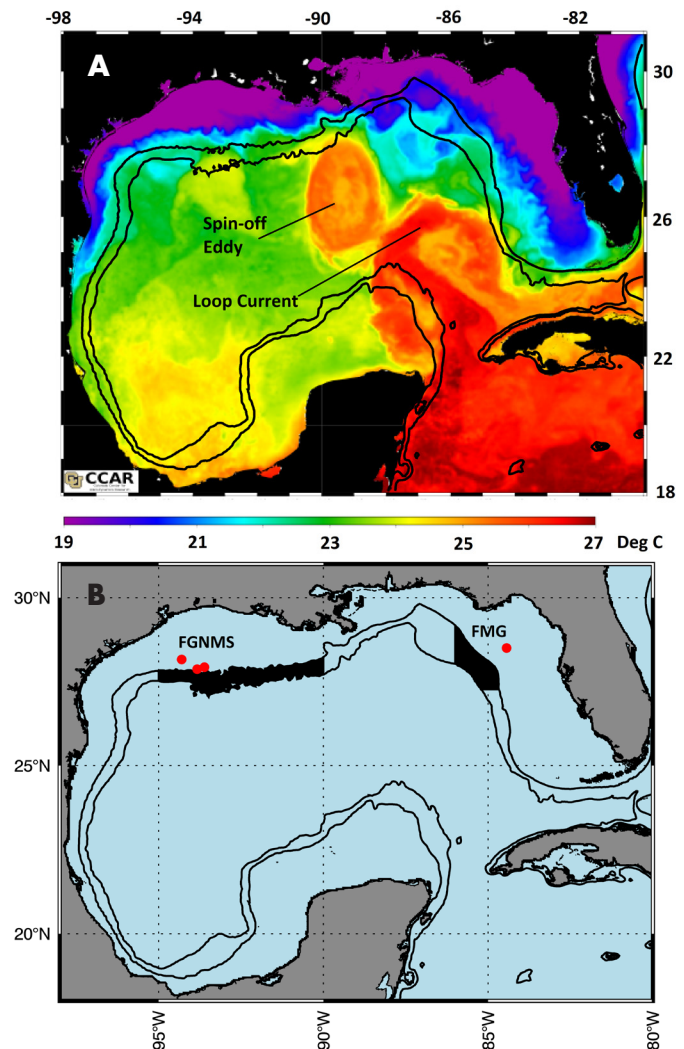 -98 -94 -90 -86 -82
A
30
Spin-off
Eddy
26
Loop Current
22
CCAR
18
19 21 23 25 27 Deg C
B
30°N
FGNMS FMG
25°N
20°N
95°W 90°W 85°W 80°W